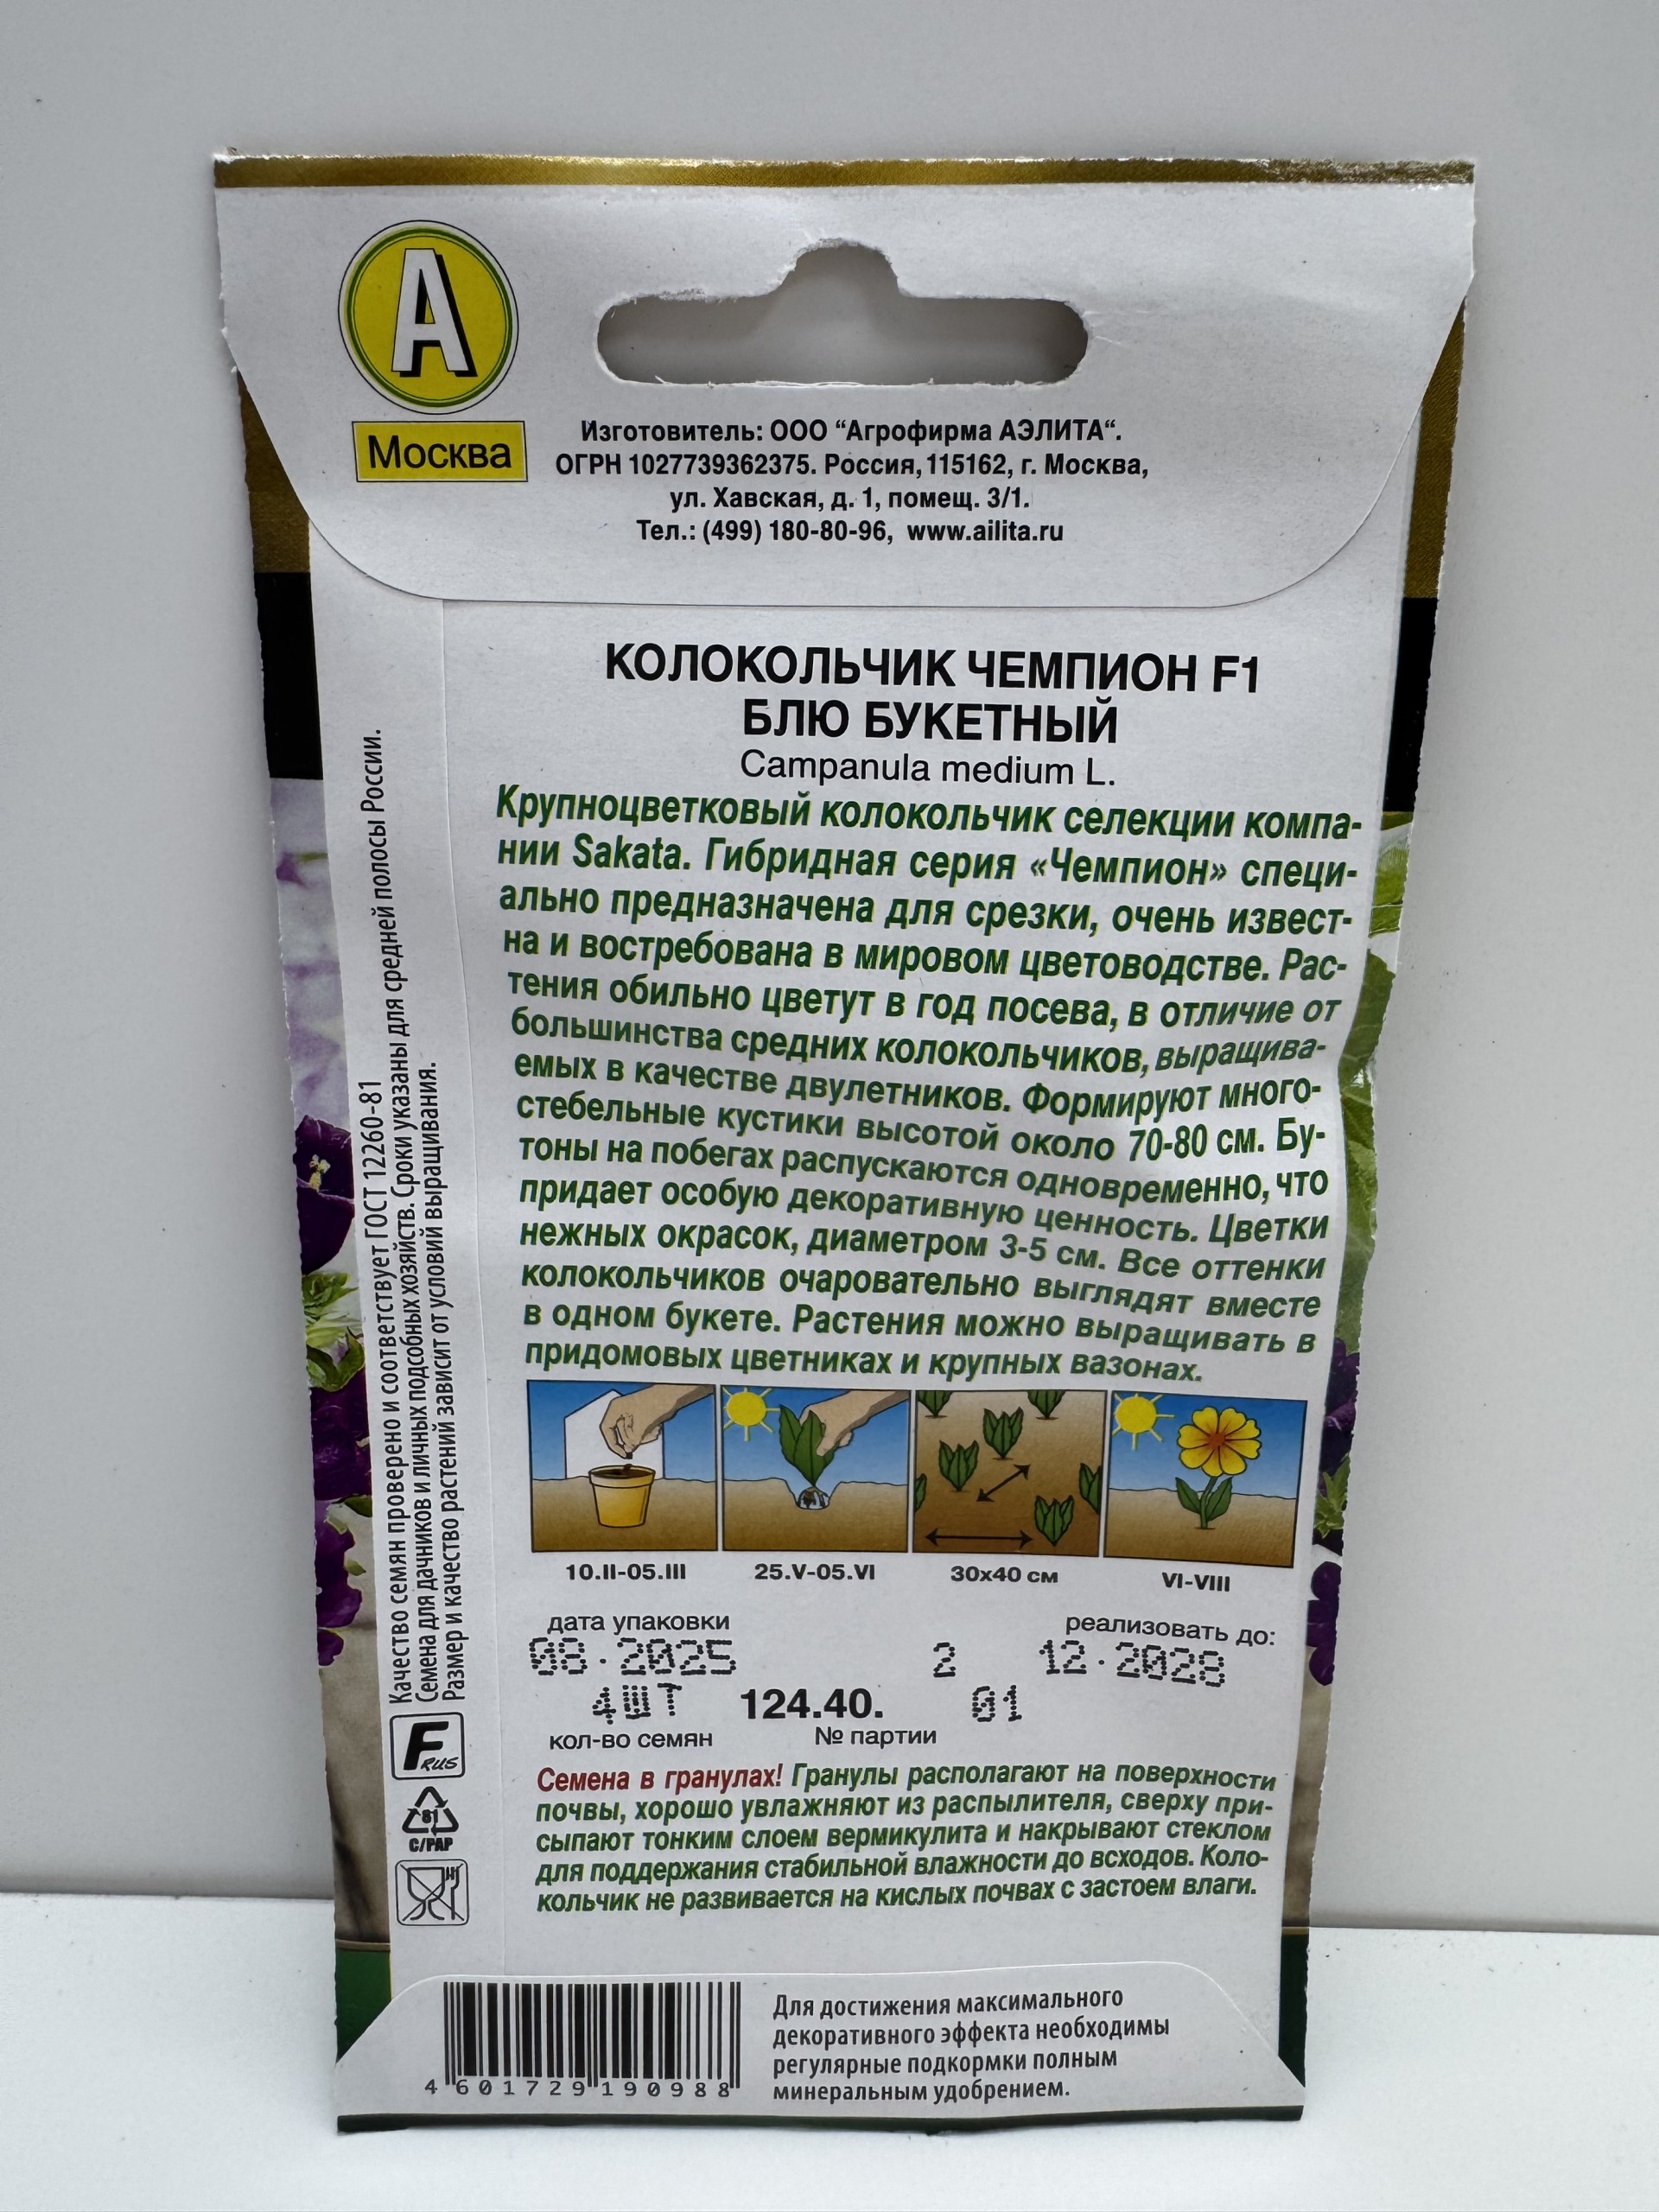 А
Москва
Изготовитель: ООО “Агрофирма АЭЛИТА“.
ОГРН 1027739362375. Россия, 115162, г. Москва,
ул. Хавская, д. 1, помещ. 3/1.
Тел.: (499) 180-80-96, www.ailita.ru
КОЛОКОЛЬЧИК ЧЕМПИОН F1
БЛЮ БУКЕТНЫЙ
Campanula medium L.
Крупноцветковый колокольчик селекции компа-
нии Sakata. Гибридная серия «Чемпион» специ-
ально предназначена для срезки, очень извест-
на и востребована в мировом цветоводстве. Рас-
тения обильно цветут в год посева, в отличие от
большинства средних колокольчиков, выращива-
емых в качестве двулетников. Формируют много-
стебельные кустики высотой около 70-80 см. Бу-
тоны на побегах распускаются одновременно, что
придает особую декоративную ценность. Цветки
нежных окрасок, диаметром 3-5 см. Все оттенки
колокольчиков очаровательно выглядят вместе
в одном букете. Растения можно выращивать в
придомовых цветниках и крупных вазонах.
10.II-05.III 25.V-05.VI 30х40 см VI-VIII
дата упаковки реализовать до:
08.2025 2 12.2028
4ШТ 124.40. 01
кол-во семян № партии
Семена в гранулах! Гранулы располагают на поверхности
почвы, хорошо увлажняют из распылителя, сверху при-
сыпают тонким слоем вермикулита и накрывают стеклом
для поддержания стабильной влажности до всходов. Коло-
кольчик не развивается на кислых почвах с застоем влаги.
Качество семян проверено и соответствует ГОСТ 12260-81
Семена для дачников и личных подсобных хозяйств. Сроки указаны для средней полосы России.
Размер и качество растений зависит от условий выращивания.
F RUS
81
C/PAP
4 601729 190988
Для достижения максимального
декоративного эффекта необходимы
регулярные подкормки полным
минеральным удобрением.